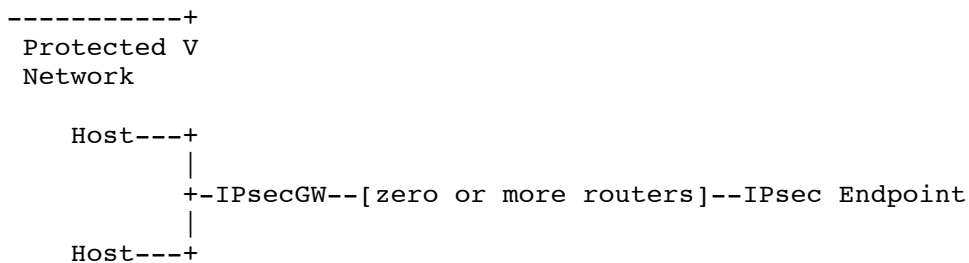 -----------+
 Protected V
 Network

    Host---+
           |
           +-IPsecGW--[zero or more routers]--IPsec Endpoint
           |
    Host---+